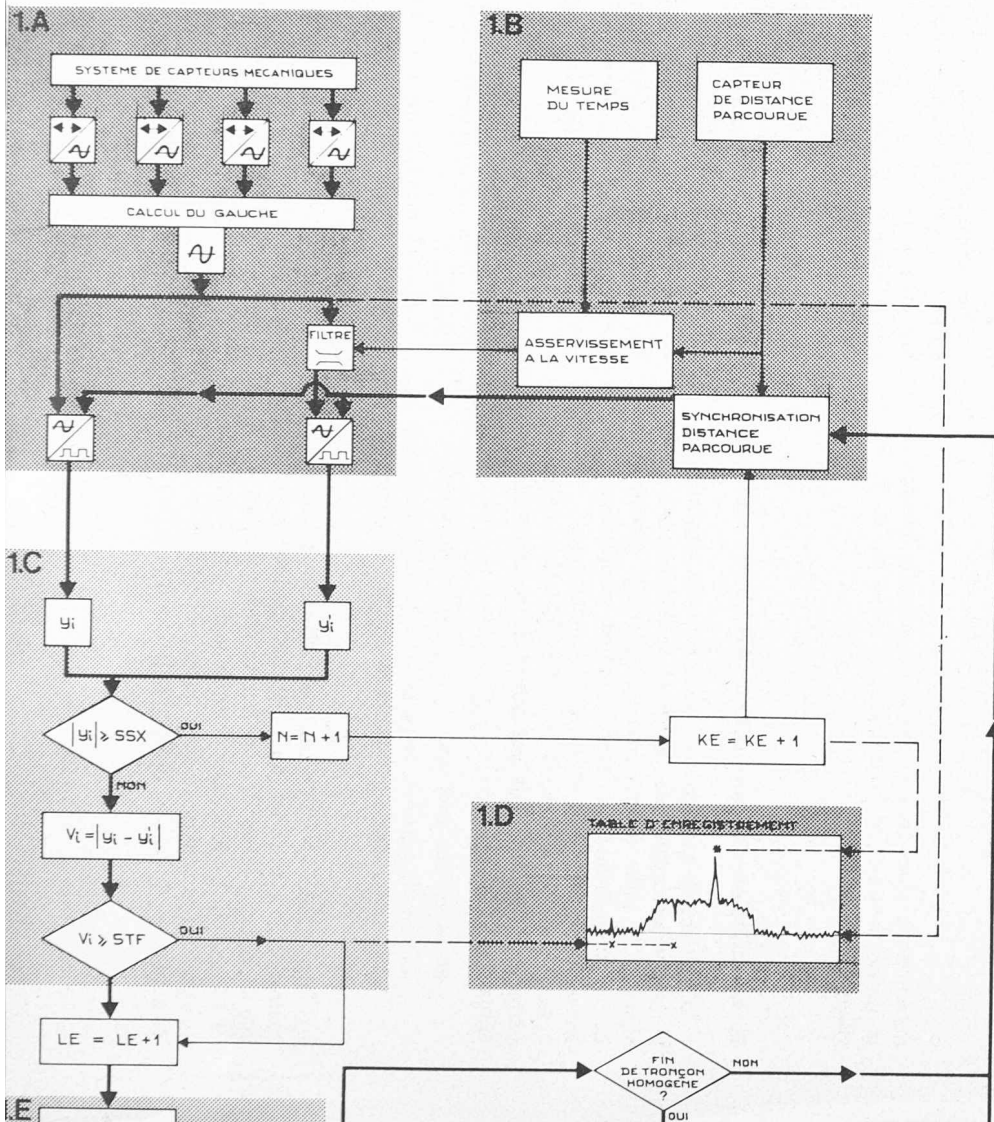 1.A
SYSTEME DE CAPTEURS MECANIQUES
CALCUL DU GAUCHE
FILTRE
1.B
MESURE
DU TEMPS
CAPTEUR
DE DISTANCE
PARCOURUE
ASSERVISSEMENT
A LA VITESSE
SYNCHRONISATION
DISTANCE
PARCOURUE
1.C
yi
y'i
|yi| ≥ SSX
OUI
N = N + 1
KE = KE + 1
NON
Vi = |yi - y'i|
Vi ≥ STF
OUI
LE = LE + 1
1.D
TABLE D'ENREGISTREMENT
FIN
DE TRONÇON
HOMOGÈNE
?
NON
OUI
1.E